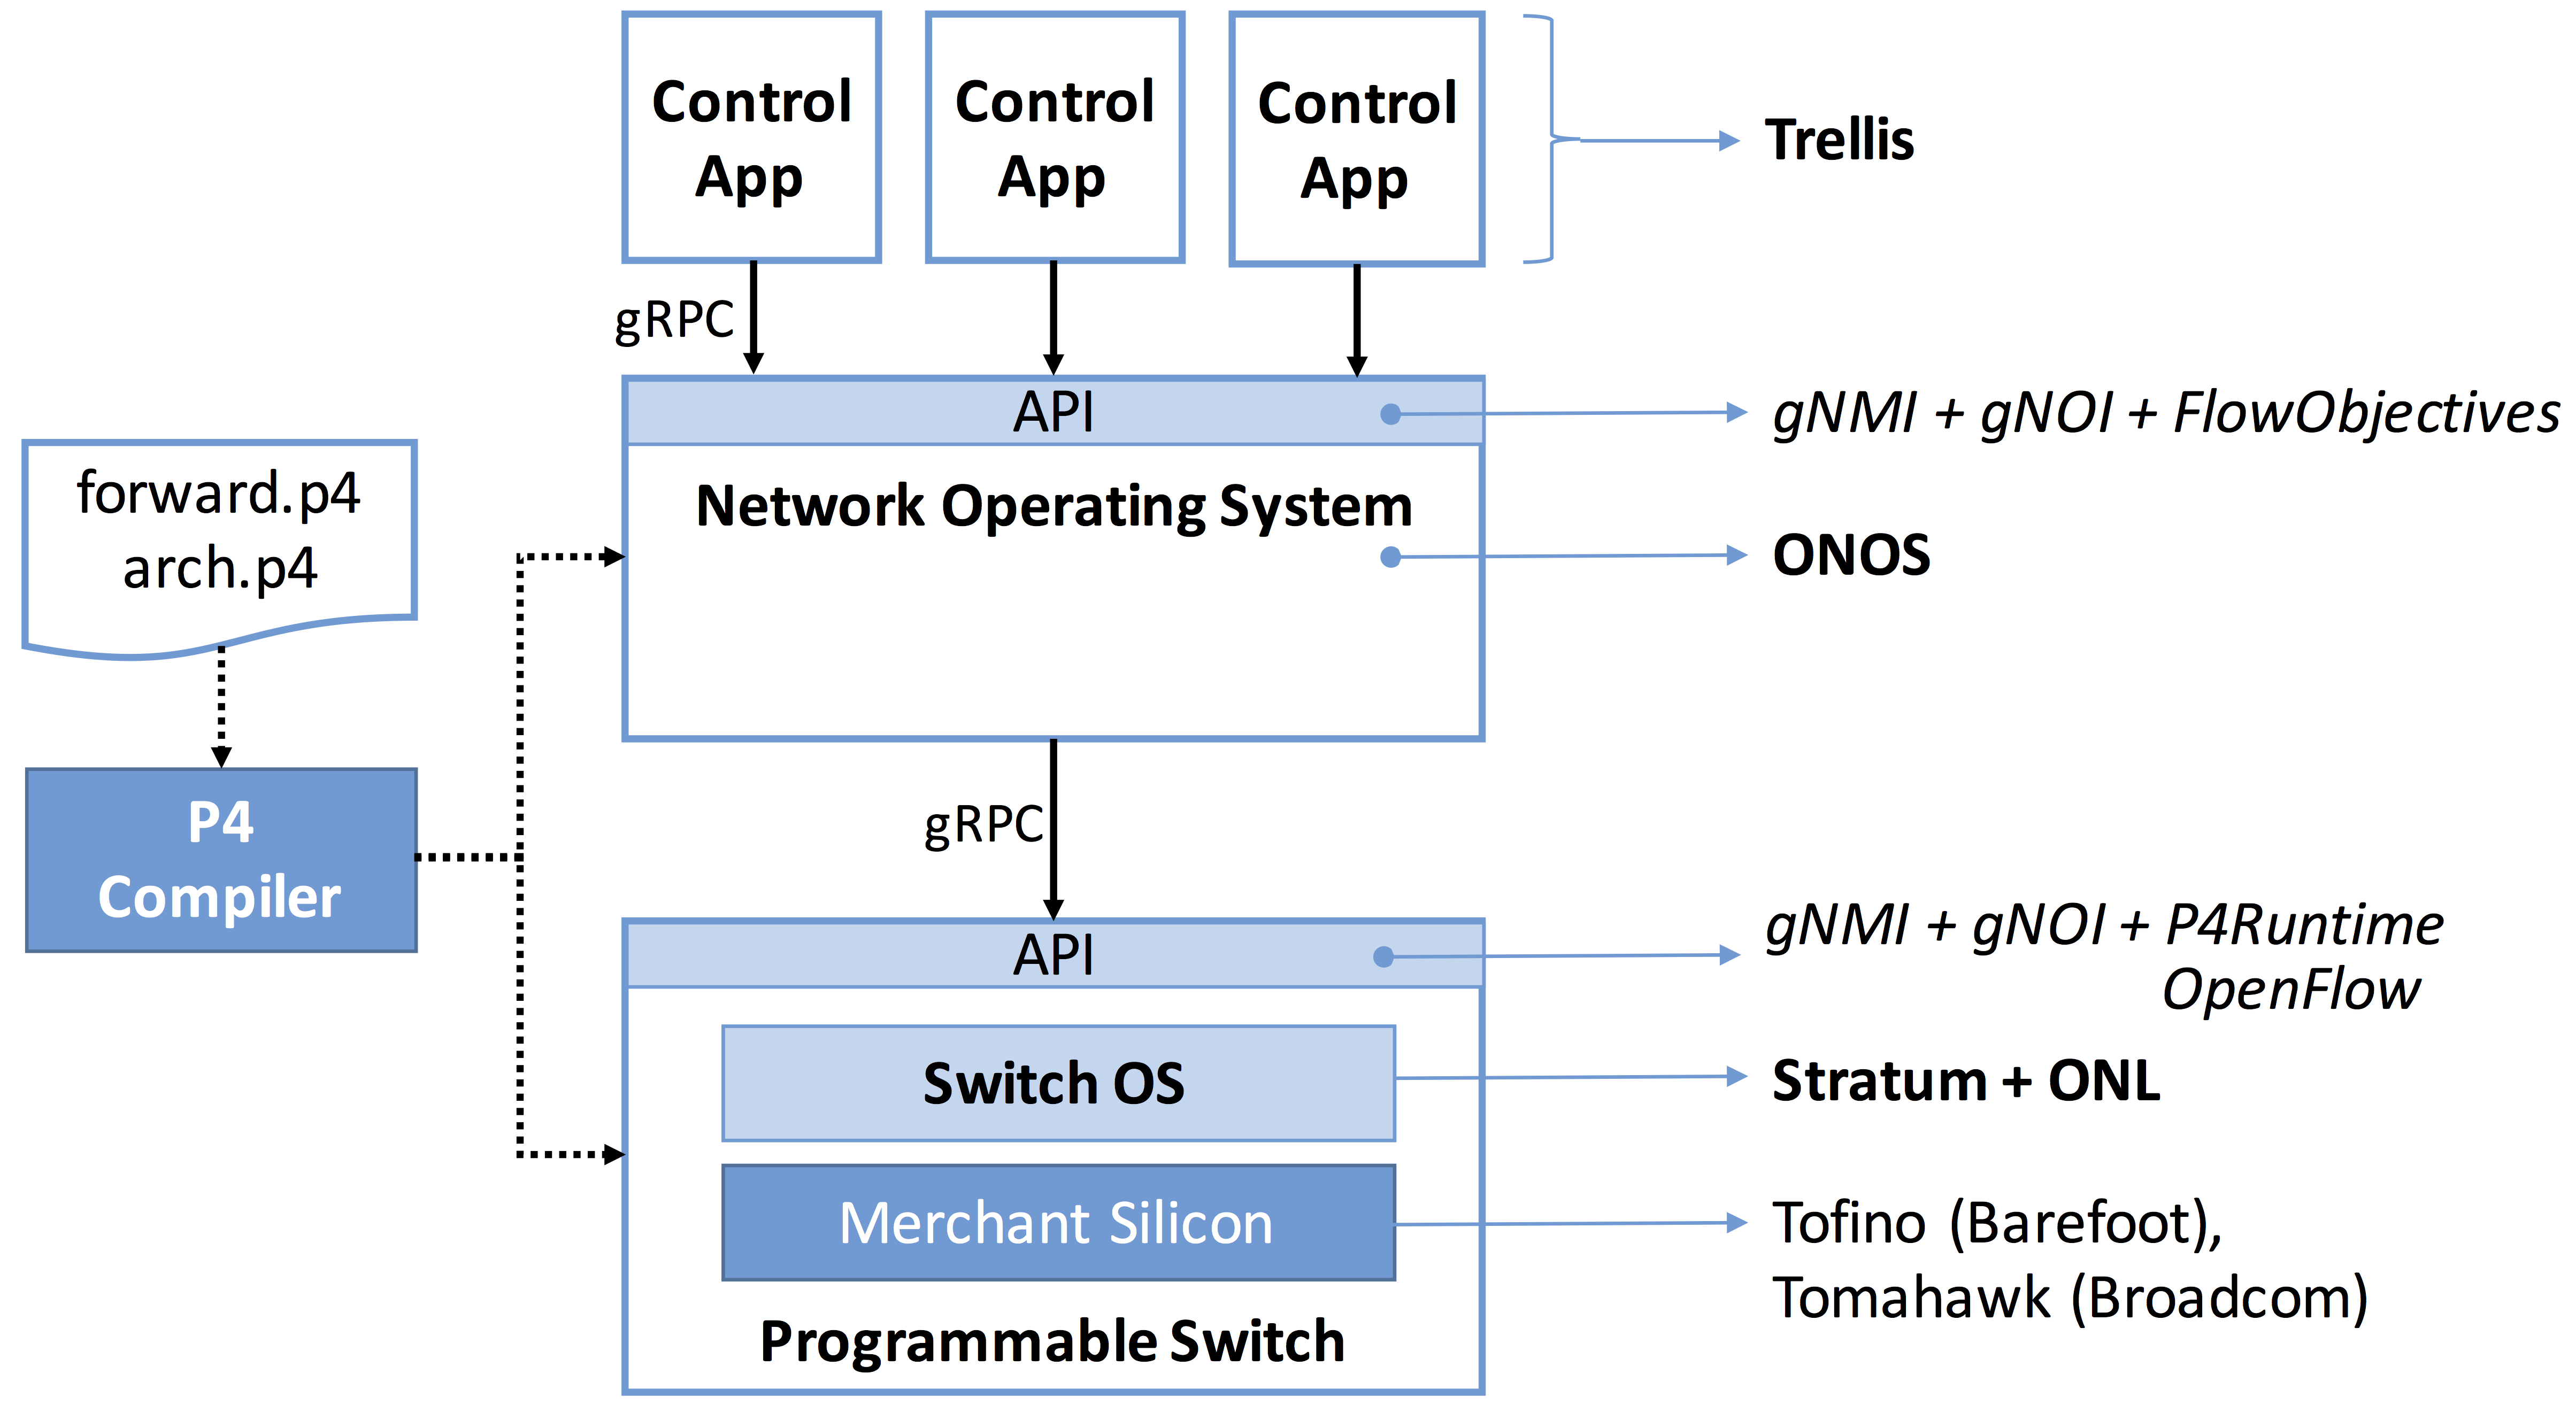 Control
App
Control
App
Control
App
Trellis
gRPC
API
gNMI + gNOI + FlowObjectives
Network Operating System
ONOS
forward.p4
arch.p4
P4
Compiler
gRPC
API
gNMI + gNOI + P4Runtime
OpenFlow
Switch OS
Stratum + ONL
Merchant Silicon
Tofino (Barefoot),
Tomahawk (Broadcom)
Programmable Switch